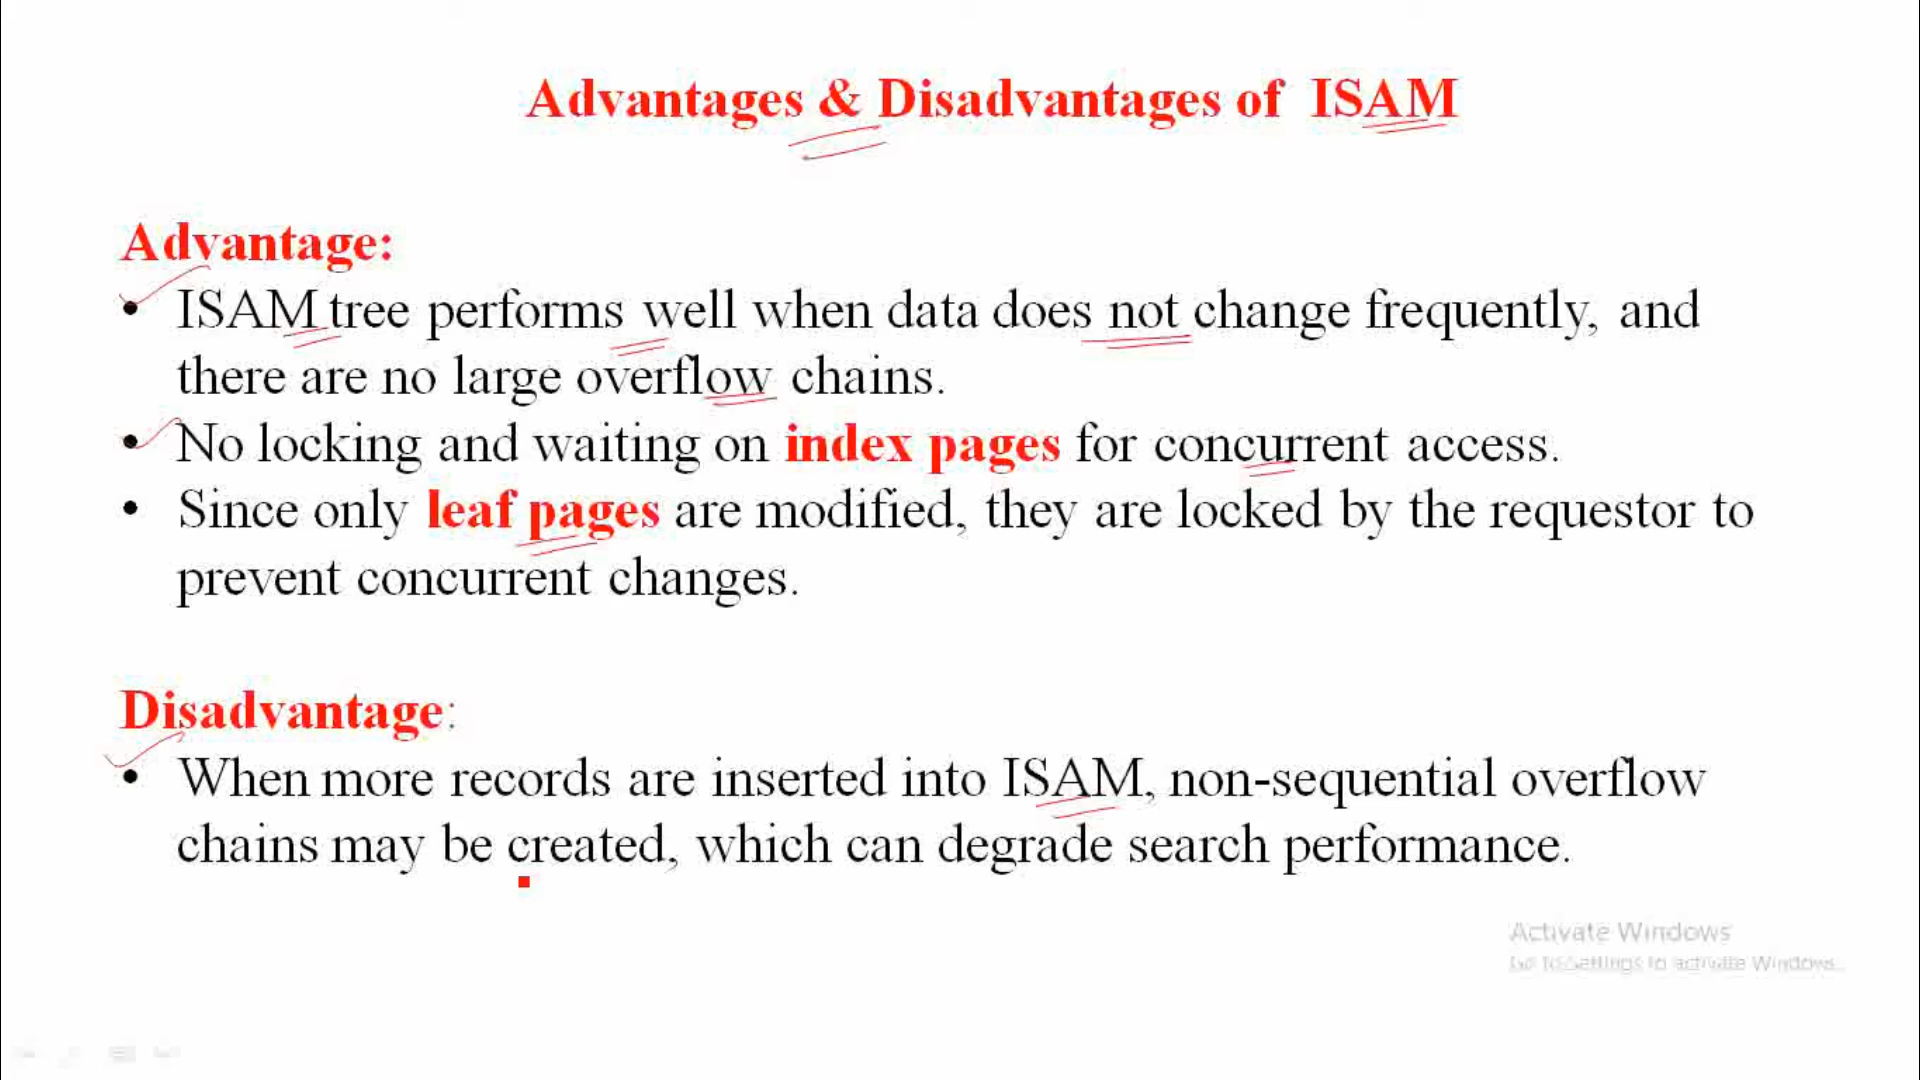 Advantages & Disadvantages of ISAM
Advantage:
• ISAM tree performs well when data does not change frequently, and
there are no large overflow chains.
• No locking and waiting on index pages for concurrent access.
• Since only leaf pages are modified, they are locked by the requestor to
prevent concurrent changes.
Disadvantage:
• When more records are inserted into ISAM, non-sequential overflow
chains may be created, which can degrade search performance.
Activate Windows
Go to Settings to activate Windows.